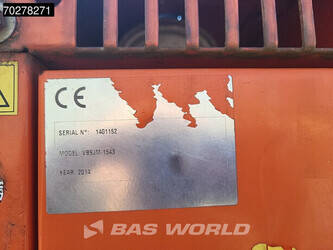 70278271
CE
SERIAL N°: 1401152
MODEL: VB9JM-1543
YEAR: 2014
BAS WORLD